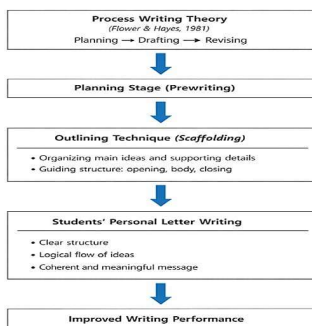 Process Writing Theory
(Flower & Hayes, 1981)
Planning → Drafting → Revising
Planning Stage (Prewriting)
Outlining Technique (Scaffolding)
• Organizing main ideas and supporting details
• Guiding structure: opening, body, closing
Students' Personal Letter Writing
• Clear structure
• Logical flow of ideas
• Coherent and meaningful message
Improved Writing Performance